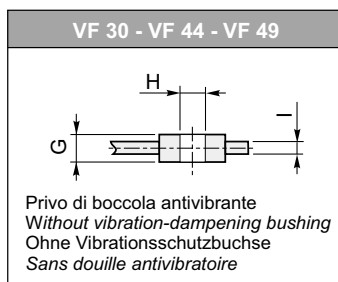 VF 30 - VF 44 - VF 49
H
G
I
Privo di boccola antivibrante
Without vibration-dampening bushing
Ohne Vibrationsschutzbuchse
Sans douille antivibratoire